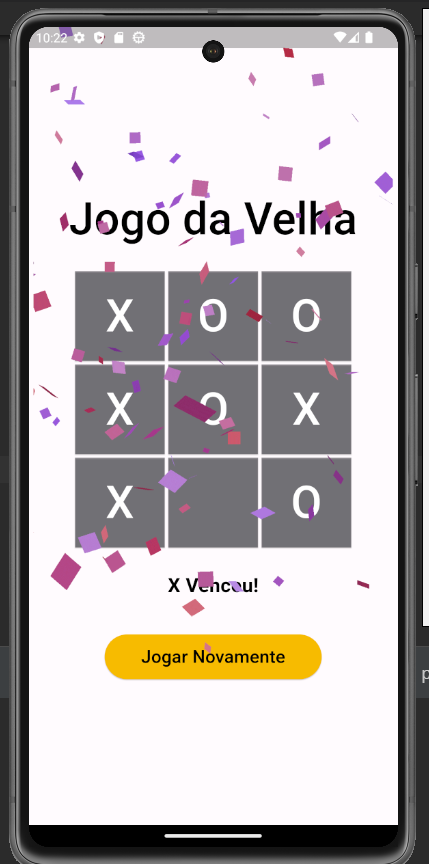 10:22
Jogo da Velha
X O O
X O X
X O
X Venceu!
Jogar Novamente
p